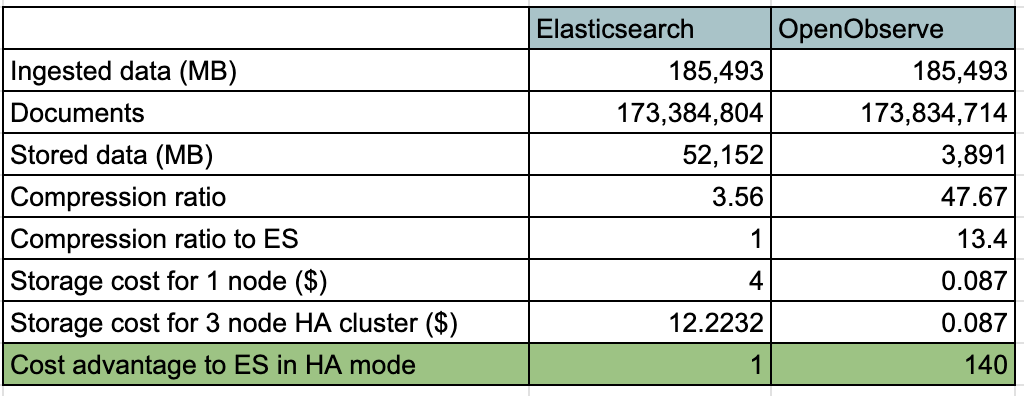 Elasticsearch OpenObserve
Ingested data (MB) 185,493 185,493
Documents 173,384,804 173,834,714
Stored data (MB) 52,152 3,891
Compression ratio 3.56 47.67
Compression ratio to ES 1 13.4
Storage cost for 1 node ($) 4 0.087
Storage cost for 3 node HA cluster ($) 12.2232 0.087
Cost advantage to ES in HA mode 1 140